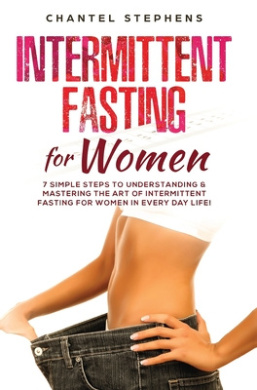 CHANTEL STEPHENS
INTERMITTENT
FASTING
for Women
7 SIMPLE STEPS TO UNDERSTANDING &
MASTERING THE ART OF INTERMITTENT
FASTING FOR WOMEN IN EVERY DAY LIFE!